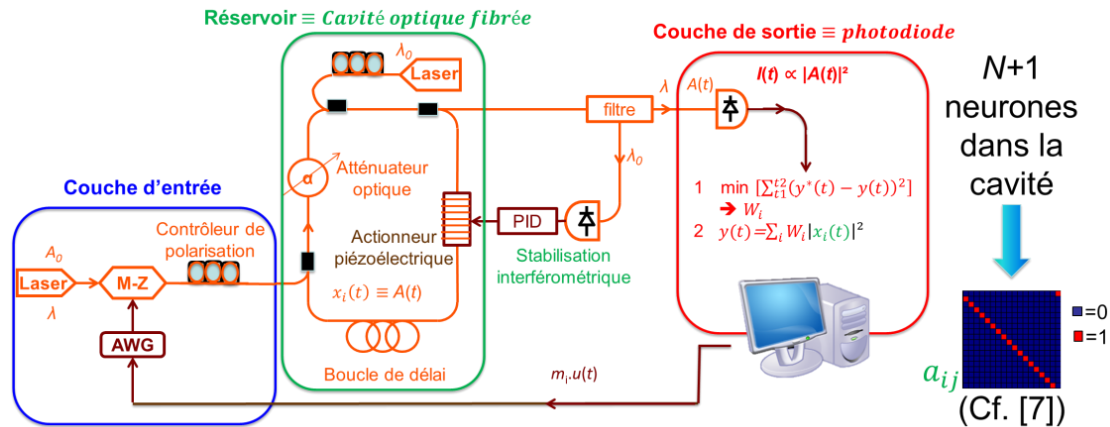 Réservoir ≡ Cavité optique fibrée
λ₀
Laser
Couche de sortie ≡ photodiode
I(t) ∝ |A(t)|²
filtre
λ
A(t)
λ₀
α
Atténuateur
optique
PID
Actionneur
piézoélectrique
Stabilisation
interférométrique
xᵢ(t) ≡ A(t)
Boucle de délai
Couche d'entrée
Contrôleur de
polarisation
A₀
Laser
λ
M-Z
AWG
1 min [∑ₜ₁ᵗ²(y*(t) − y(t))²]
➔ Wᵢ
2 y(t)=∑ᵢ Wᵢ|xᵢ(t)|²
mᵢ.u(t)
N+1
neurones
dans la
cavité
=0
=1
aᵢⱼ
(Cf. [7])